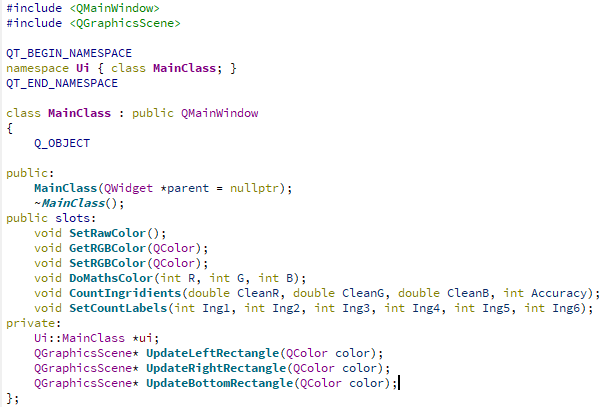 #include <QMainWindow>
#include <QGraphicsScene>

QT_BEGIN_NAMESPACE
namespace Ui { class MainClass; }
QT_END_NAMESPACE

class MainClass : public QMainWindow
{
    Q_OBJECT

public:
    MainClass(QWidget *parent = nullptr);
    ~MainClass();
public slots:
    void SetRawColor();
    void GetRGBColor(QColor);
    void SetRGBColor(QColor);
    void DoMathsColor(int R, int G, int B);
    void CountIngridients(double CleanR, double CleanG, double CleanB, int Accuracy);
    void SetCountLabels(int Ing1, int Ing2, int Ing3, int Ing4, int Ing5, int Ing6);
private:
    Ui::MainClass *ui;
    QGraphicsScene* UpdateLeftRectangle(QColor color);
    QGraphicsScene* UpdateRightRectangle(QColor color);
    QGraphicsScene* UpdateBottomRectangle(QColor color);
};